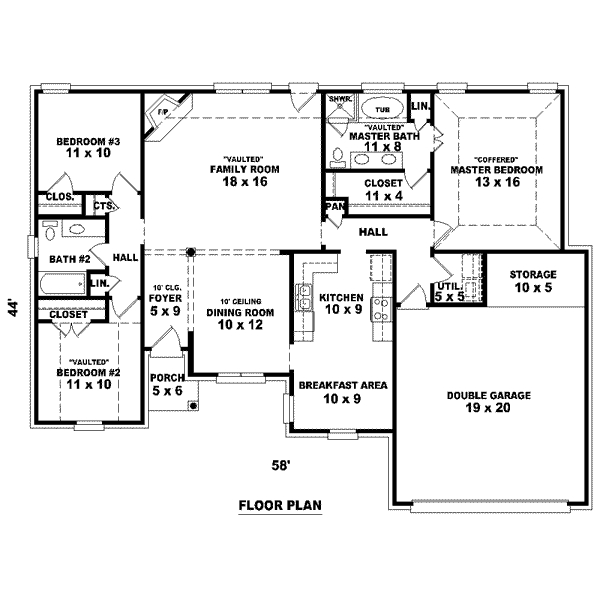 BEDROOM #3
11 x 10
CLOS.
CTS.
F/P
"VAULTED"
FAMILY ROOM
18 x 16
SHWR.
TUB
LIN.
"VAULTED"
MASTER BATH
11 x 8
"COFFERED"
MASTER BEDROOM
13 x 16
CLOSET
11 x 4
PAN
HALL
BATH #2
HALL
LIN.
CLOSET
"VAULTED"
BEDROOM #2
11 x 10
10' CLG.
FOYER
5 x 9
10' CEILING
DINING ROOM
10 x 12
KITCHEN
10 x 9
UTIL.
5 x 5
STORAGE
10 x 5
PORCH
5 x 6
BREAKFAST AREA
10 x 9
DOUBLE GARAGE
19 x 20
44'
58'
FLOOR PLAN